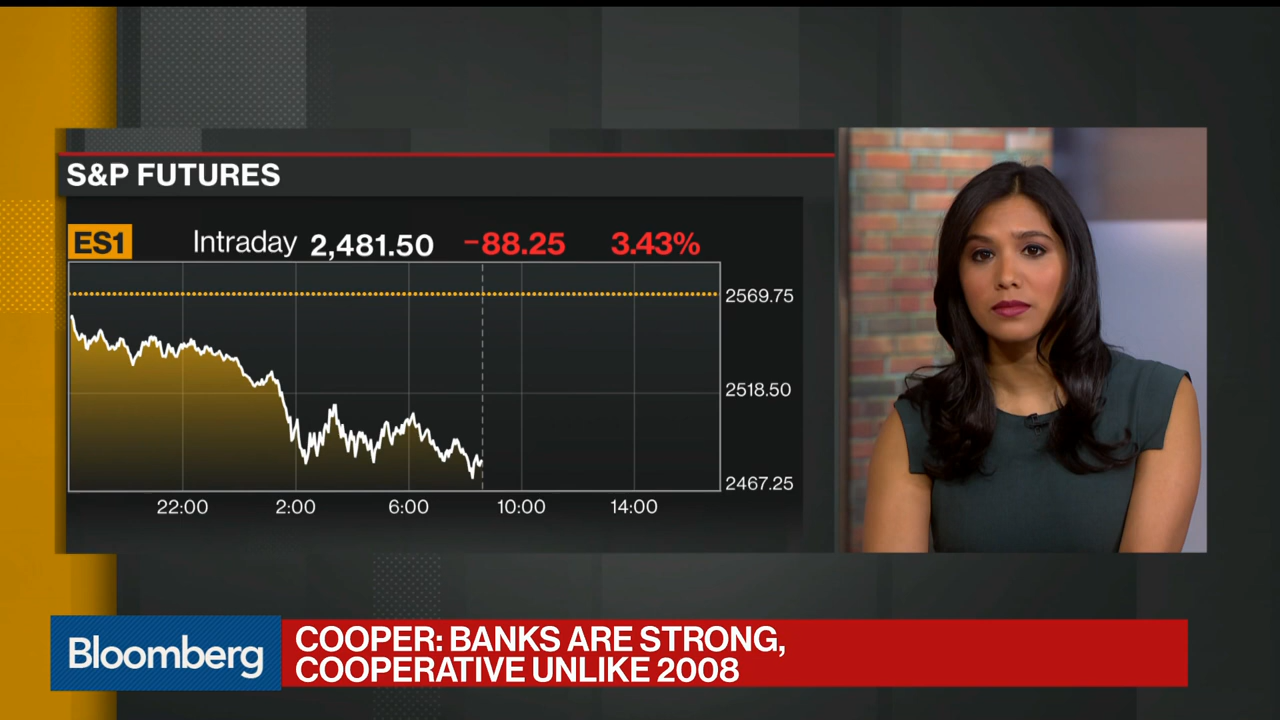 S&P FUTURES
ES1 Intraday 2,481.50 -88.25 3.43%
2569.75
2518.50
2467.25
22:00 2:00 6:00 10:00 14:00
Bloomberg
COOPER: BANKS ARE STRONG,
COOPERATIVE UNLIKE 2008